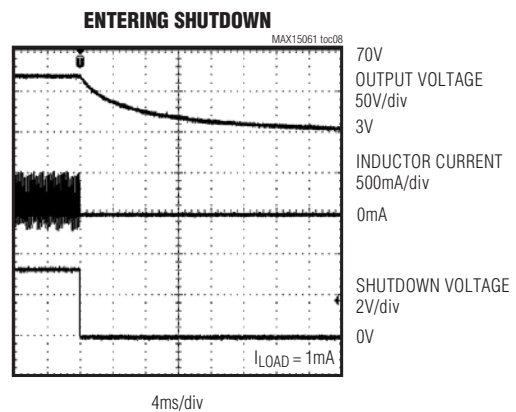 ENTERING SHUTDOWN
MAX15061 toc08
T
70V
OUTPUT VOLTAGE
50V/div
3V
INDUCTOR CURRENT
500mA/div
0mA
SHUTDOWN VOLTAGE
2V/div
0V
ILOAD = 1mA
4ms/div